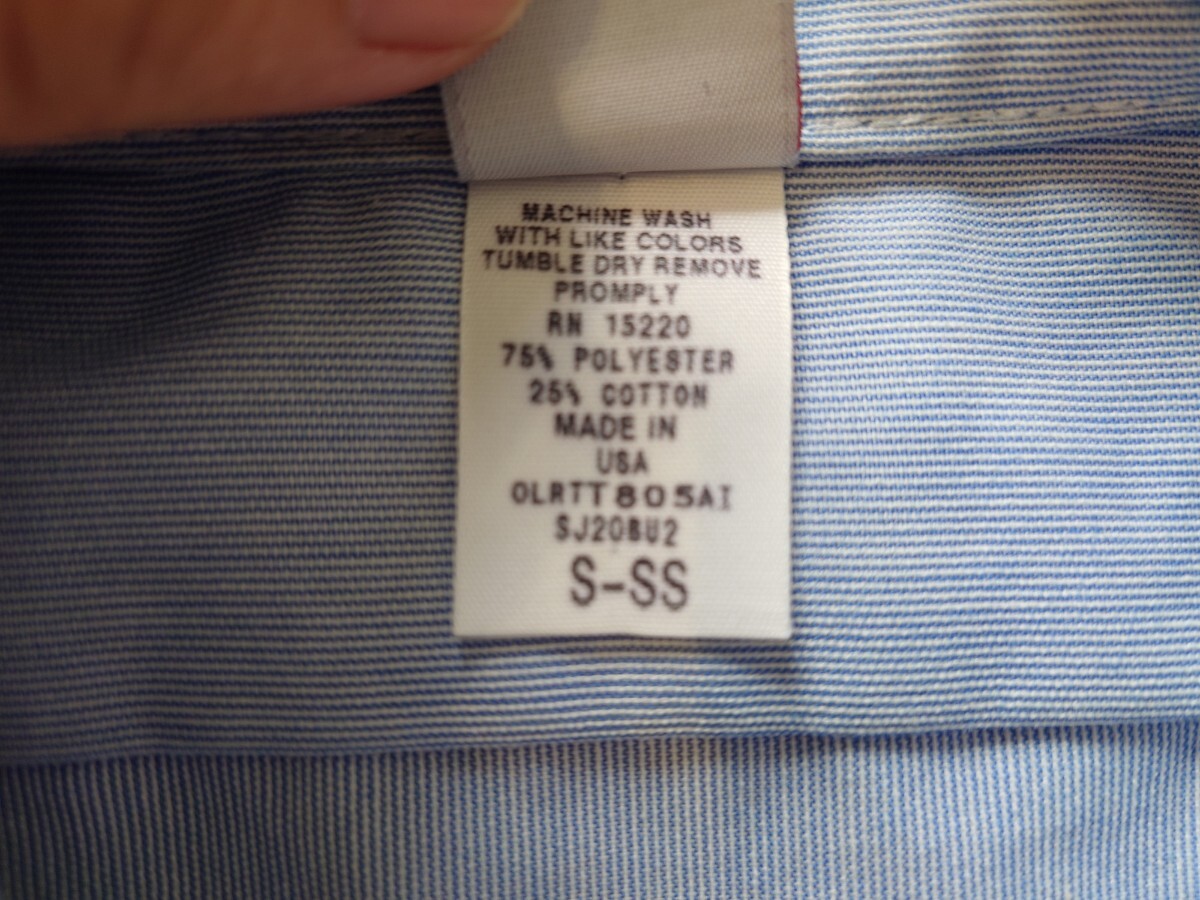 MACHINE WASH
WITH LIKE COLORS
TUMBLE DRY REMOVE
PROMPLY
RN 15220
75% POLYESTER
25% COTTON
MADE IN
USA
OLRTT805AI
SJ20BU2
S-SS